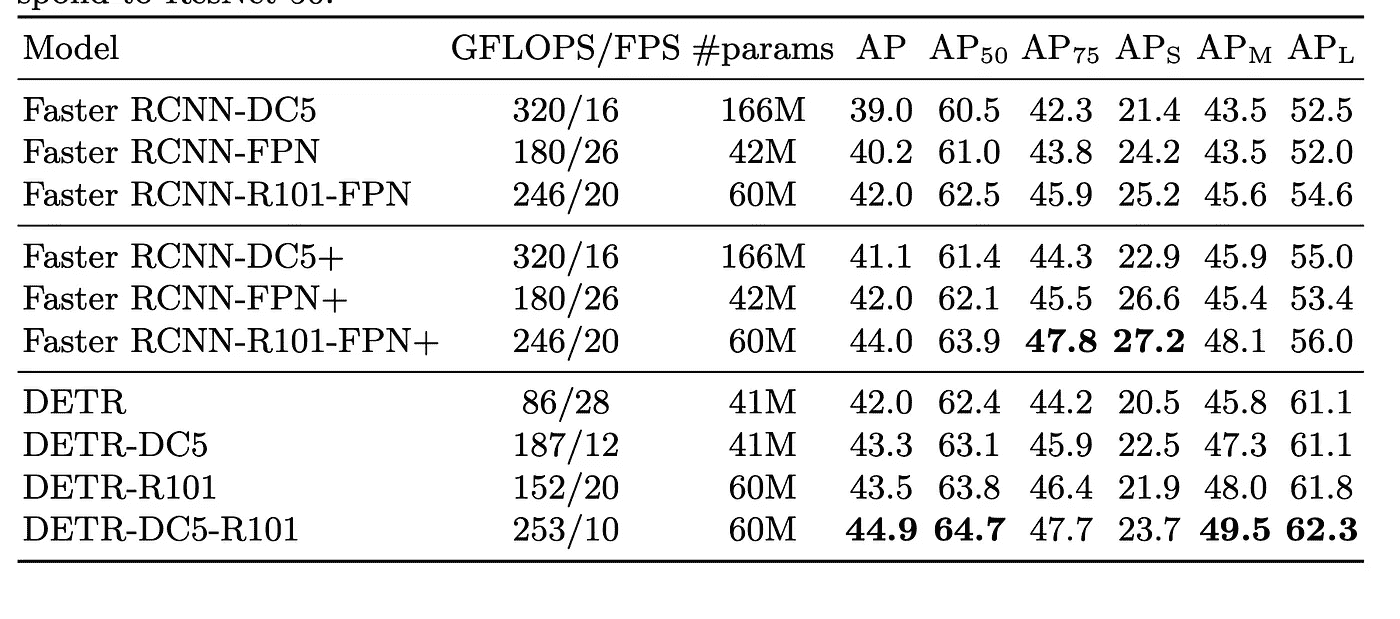 spond to ResNet-50.
Model GFLOPS/FPS #params AP AP50 AP75 APS APM APL
Faster RCNN-DC5 320/16 166M 39.0 60.5 42.3 21.4 43.5 52.5
Faster RCNN-FPN 180/26 42M 40.2 61.0 43.8 24.2 43.5 52.0
Faster RCNN-R101-FPN 246/20 60M 42.0 62.5 45.9 25.2 45.6 54.6
Faster RCNN-DC5+ 320/16 166M 41.1 61.4 44.3 22.9 45.9 55.0
Faster RCNN-FPN+ 180/26 42M 42.0 62.1 45.5 26.6 45.4 53.4
Faster RCNN-R101-FPN+ 246/20 60M 44.0 63.9 47.8 27.2 48.1 56.0
DETR 86/28 41M 42.0 62.4 44.2 20.5 45.8 61.1
DETR-DC5 187/12 41M 43.3 63.1 45.9 22.5 47.3 61.1
DETR-R101 152/20 60M 43.5 63.8 46.4 21.9 48.0 61.8
DETR-DC5-R101 253/10 60M 44.9 64.7 47.7 23.7 49.5 62.3